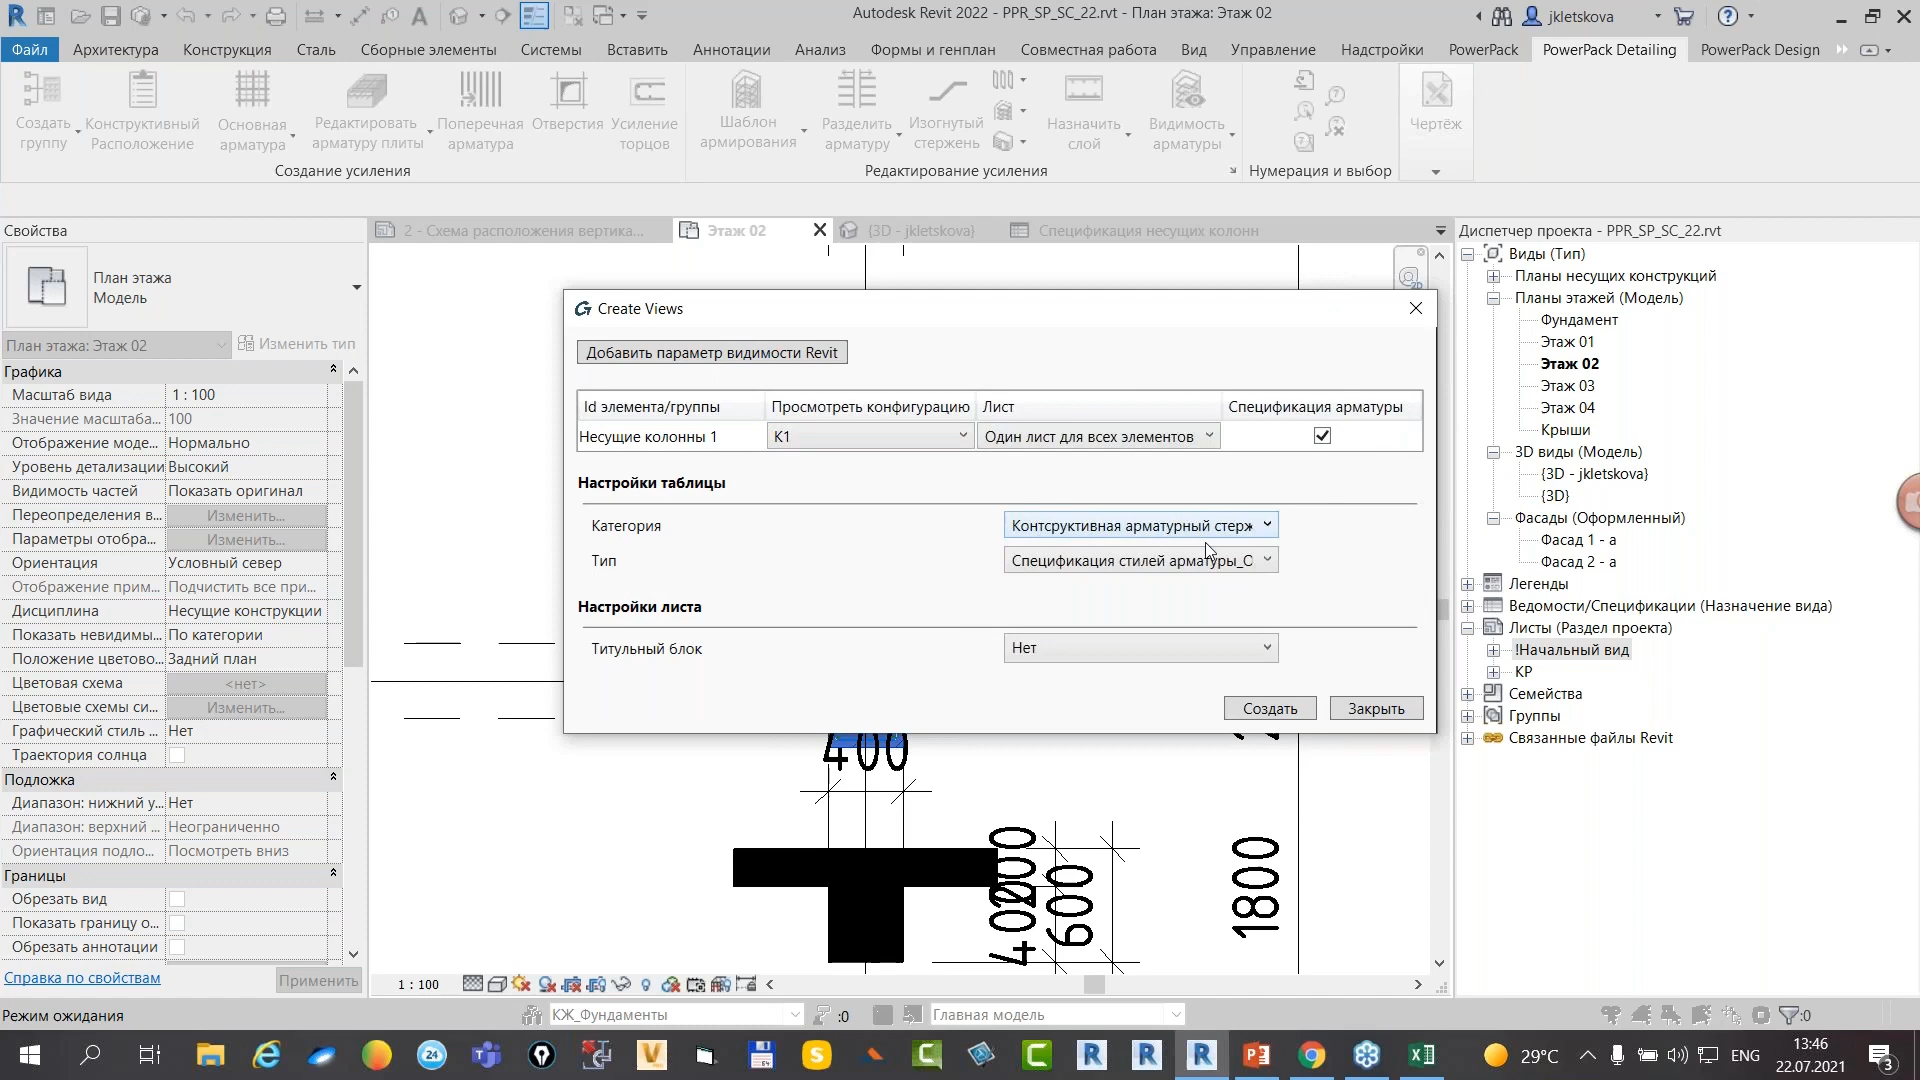 Autodesk Revit 2022 - PPR_SP_SC_22.rvt - План этажа: Этаж 02
jkletskova
Файл Архитектура Конструкция Сталь Сборные элементы Системы Вставить Аннотации Анализ Формы и генплан Совместная работа Вид Управление Надстройки PowerPack PowerPack Detailing PowerPack Design
Создать группу
Конструктивный Расположение
Основная арматура
Редактировать арматуру плиты
Поперечная арматура
Отверстия
Усиление торцов
Шаблон армирования
Разделить арматуру
Изогнутый стержень
Назначить слой
Видимость арматуры
Чертёж
Создание усиления
Редактирование усиления
Нумерация и выбор
Свойства
План этажа
Модель
План этажа: Этаж 02
Изменить тип
Графика
Масштаб вида 1 : 100
Значение масштаба... 100
Отображение моде... Нормально
Уровень детализации Высокий
Видимость частей Показать оригинал
Переопределения в... Изменить...
Параметры отобра... Изменить...
Ориентация Условный север
Отображение прим... Подчистить все при...
Дисциплина Несущие конструкции
Показать невидимы... По категории
Положение цветово... Задний план
Цветовая схема <нет>
Цветовые схемы си... Изменить...
Графический стиль ... Нет
Траектория солнца
Подложка
Диапазон: нижний у... Нет
Диапазон: верхний ... Неограниченно
Ориентация подло... Посмотреть вниз
Границы
Обрезать вид
Показать границу о...
Обрезать аннотации
Справка по свойствам
Применить
2 - Схема расположения вертика...
Этаж 02
{3D - jkletskova}
Спецификация несущих колонн
2D
Create Views
Добавить параметр видимости Revit
Id элемента/группы Просмотреть конфигурацию Лист Спецификация арматуры
Несущие колонны 1 К1 Один лист для всех элементов
Настройки таблицы
Категория Контсруктивная арматурный стерж
Тип Спецификация стилей арматуры_О
Настройки листа
Титульный блок Нет
Создать Закрыть
400
600
1800
1 : 100
Диспетчер проекта - PPR_SP_SC_22.rvt
Виды (Тип)
Планы несущих конструкций
Планы этажей (Модель)
Фундамент
Этаж 01
Этаж 02
Этаж 03
Этаж 04
Крыши
3D виды (Модель)
{3D - jkletskova}
{3D}
Фасады (Оформленный)
Фасад 1 - а
Фасад 2 - а
Легенды
Ведомости/Спецификации (Назначение вида)
Листы (Раздел проекта)
!Начальный вид
КР
Семейства
Группы
Связанные файлы Revit
Режим ожидания
КЖ_Фундаменты
:0
Главная модель
:0
24
64
29°C
ENG
13:46
22.07.2021
3